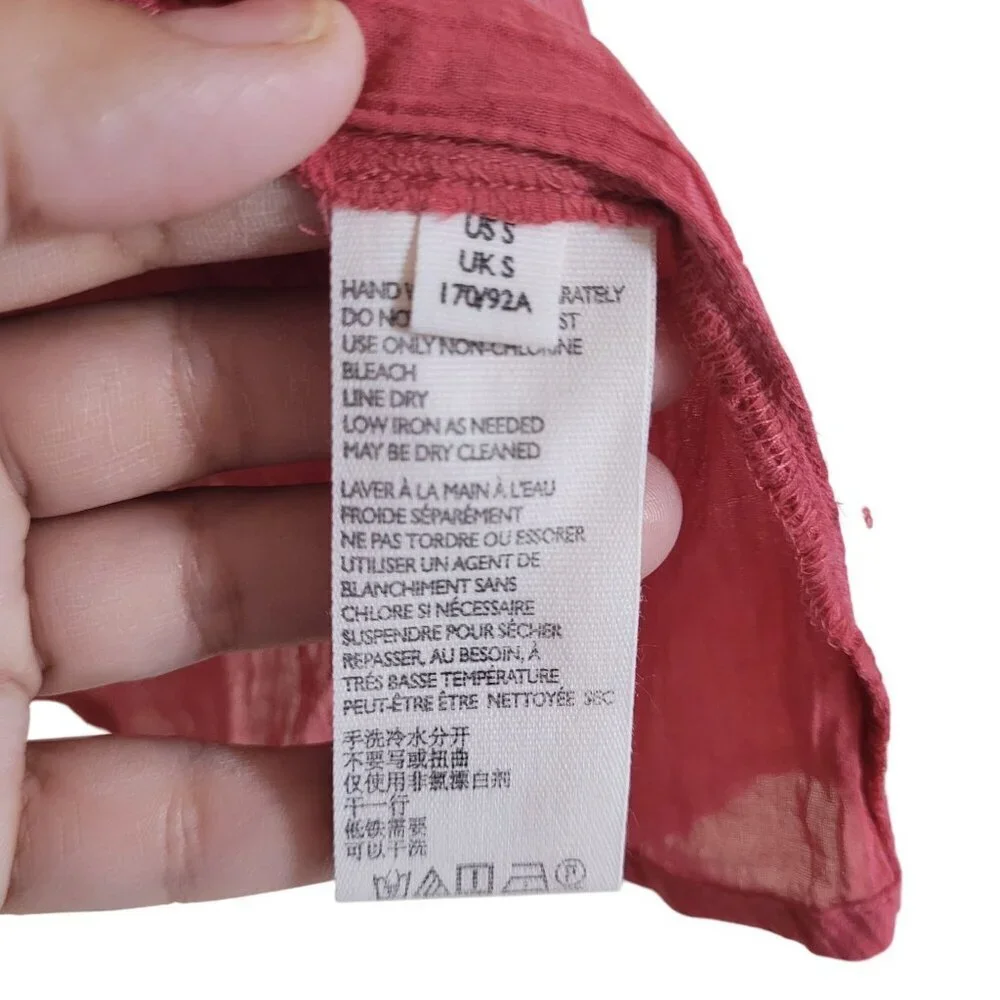 US S
UK S
170/92A
HAND
DO NO
USE ONLY NON-CHLORINE
BLEACH
LINE DRY
LOW IRON AS NEEDED
MAY BE DRY CLEANED
LAVER À LA MAIN À L'EAU
FROIDE SÉPARÉMENT
NE PAS TORDRE OU ESSORER
UTILISER UN AGENT DE
BLANCHIMENT SANS
CHLORE SI NÉCESSAIRE
SUSPENDRE POUR SÉCHER
REPASSER, AU BESOIN, À
TRÉS BASSE TEMPÉRATURE
PEUT-ÊTRE ÊTRE NETTOYÉE SEC
手洗冷水分开
不要写或扭曲
仅使用非氯漂白剂
干一行
低铁需要
可以干洗